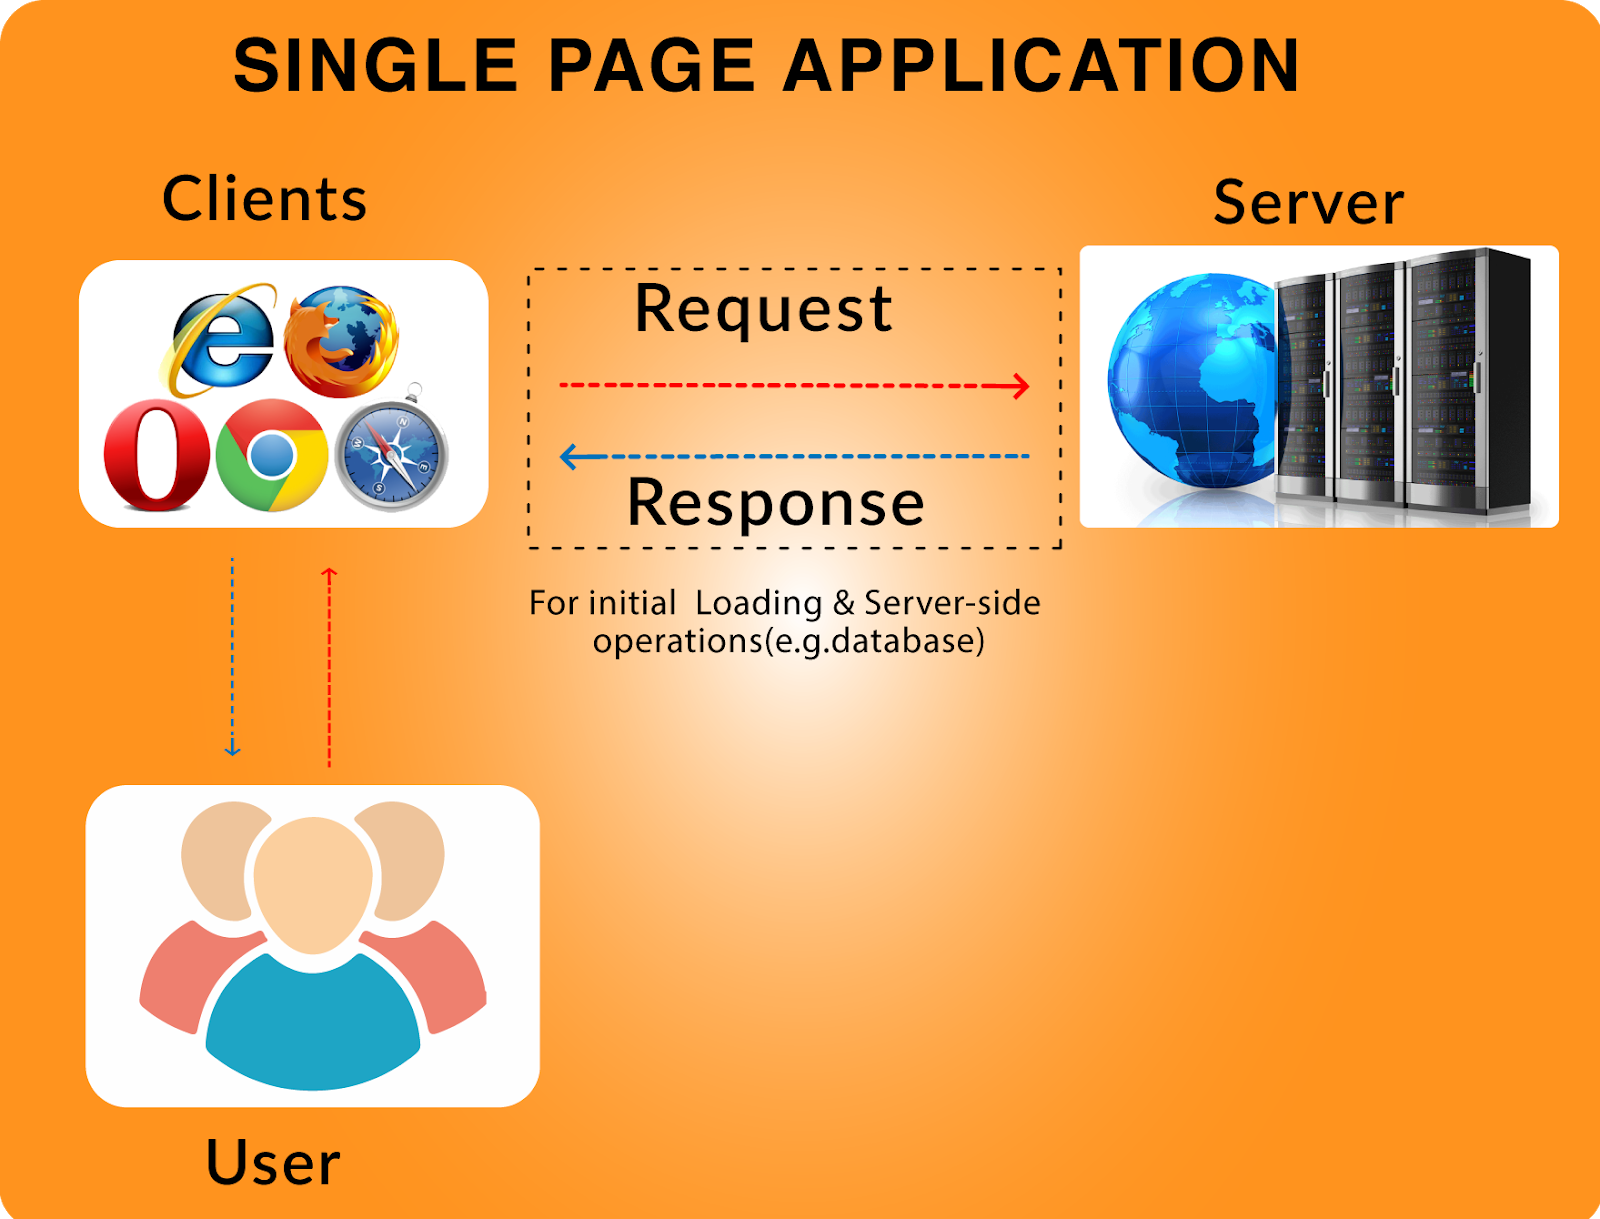 SINGLE PAGE APPLICATION
Clients
Server
Request
Response
For initial  Loading & Server-side
operations(e.g.database)
User